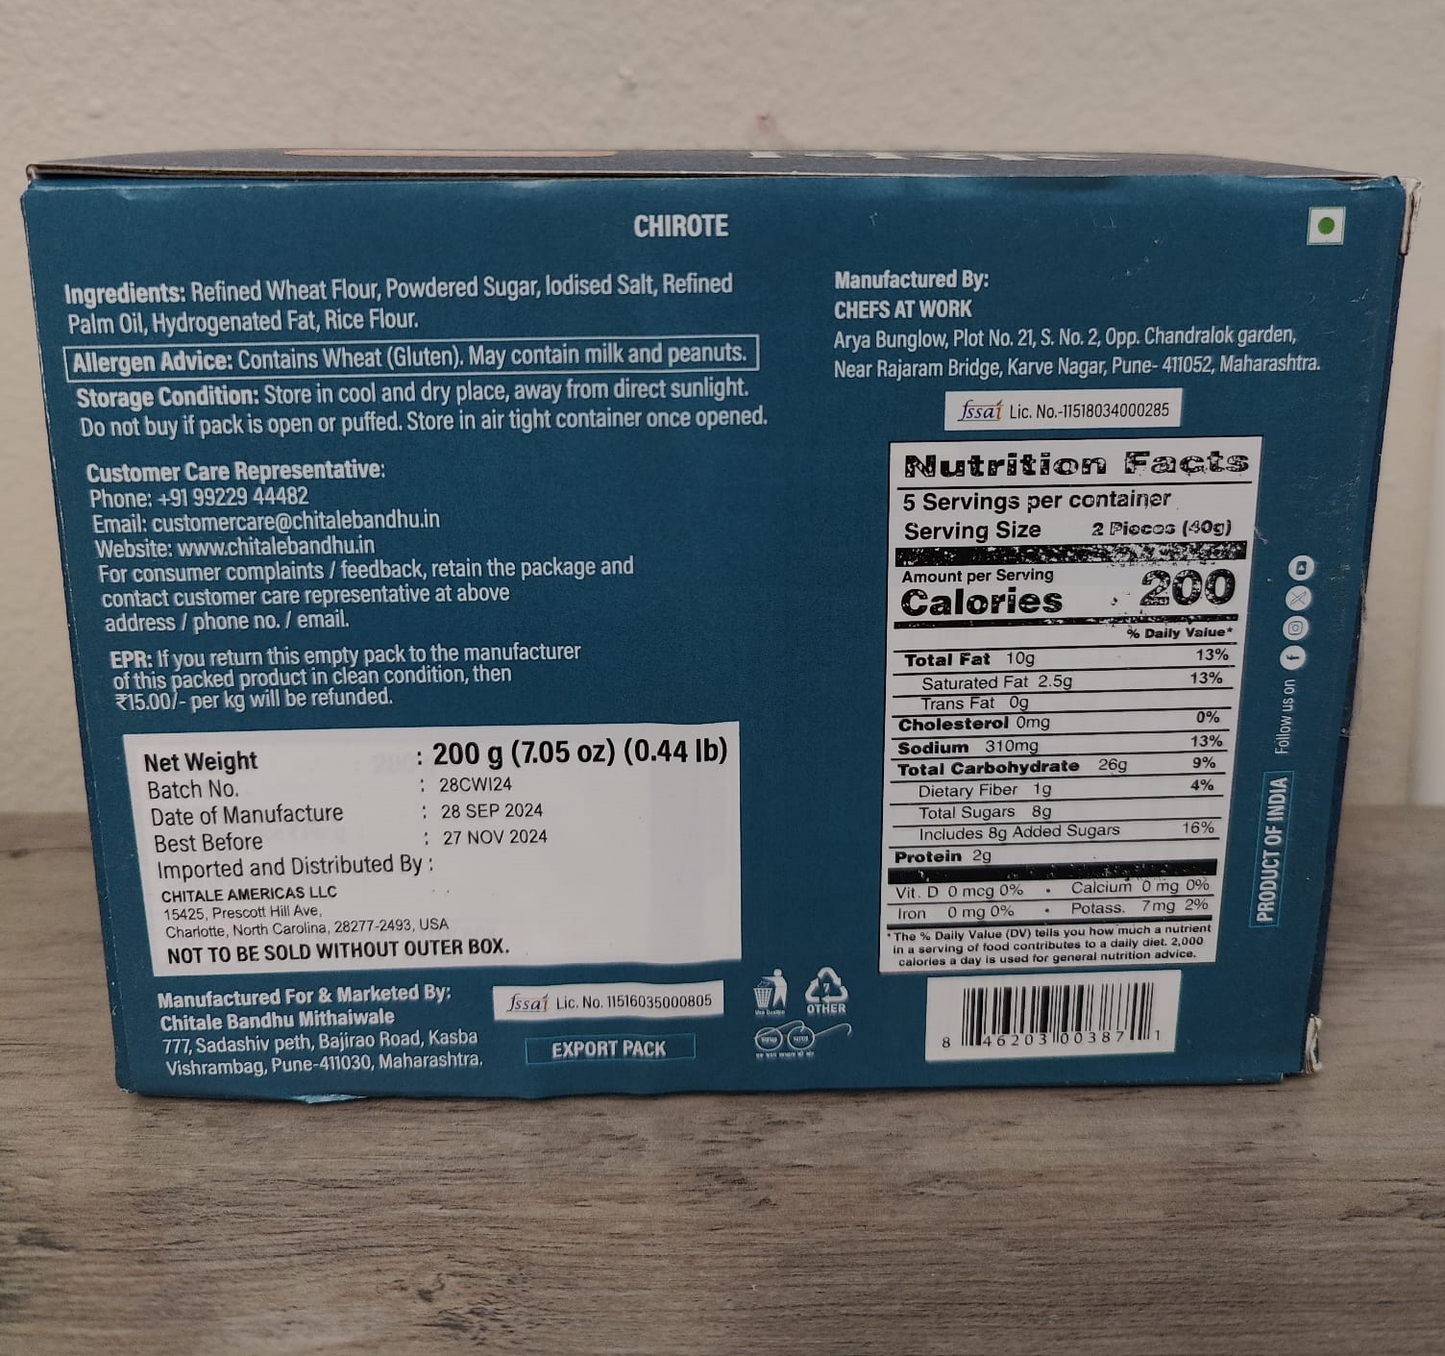 CHIROTE
Ingredients: Refined Wheat Flour, Powdered Sugar, Iodised Salt, Refined
Palm Oil, Hydrogenated Fat, Rice Flour.
Allergen Advice: Contains Wheat (Gluten). May contain milk and peanuts.
Storage Condition: Store in cool and dry place, away from direct sunlight.
Do not buy if pack is open or puffed. Store in air tight container once opened.
Customer Care Representative:
Phone: +91 99229 44482
Email: customercare@chitalebandhu.in
Website: www.chitalebandhu.in
For consumer complaints / feedback, retain the package and
contact customer care representative at above
address / phone no. / email.
EPR: If you return this empty pack to the manufacturer
of this packed product in clean condition, then
₹15.00/- per kg will be refunded.
Net Weight : 200 g (7.05 oz) (0.44 lb)
Batch No. : 28CWI24
Date of Manufacture : 28 SEP 2024
Best Before : 27 NOV 2024
Imported and Distributed By :
CHITALE AMERICAS LLC
15425, Prescott Hill Ave,
Charlotte, North Carolina, 28277-2493, USA
NOT TO BE SOLD WITHOUT OUTER BOX.
Manufactured For & Marketed By:
Chitale Bandhu Mithaiwale
777, Sadashiv peth, Bajirao Road, Kasba
Vishrambag, Pune-411030, Maharashtra.
fssai Lic. No. 11516035000805
EXPORT PACK
7
OTHER
Manufactured By:
CHEFS AT WORK
Arya Bunglow, Plot No. 21, S. No. 2, Opp. Chandralok garden,
Near Rajaram Bridge, Karve Nagar, Pune- 411052, Maharashtra.
fssai Lic. No.-11518034000285
Nutrition Facts
5 Servings per container
Serving Size 2 Pieces (40g)
Amount per Serving
Calories 200
% Daily Value*
Total Fat 10g 13%
Saturated Fat 2.5g 13%
Trans Fat 0g
Cholesterol 0mg 0%
Sodium 310mg 13%
Total Carbohydrate 26g 9%
Dietary Fiber 1g 4%
Total Sugars 8g
Includes 8g Added Sugars 16%
Protein 2g
Vit. D 0 mcg 0% • Calcium 0 mg 0%
Iron 0 mg 0% • Potass. 7mg 2%
*The % Daily Value (DV) tells you how much a nutrient
in a serving of food contributes to a daily diet. 2,000
calories a day is used for general nutrition advice.
8 46203 00387 1
Follow us on
PRODUCT OF INDIA